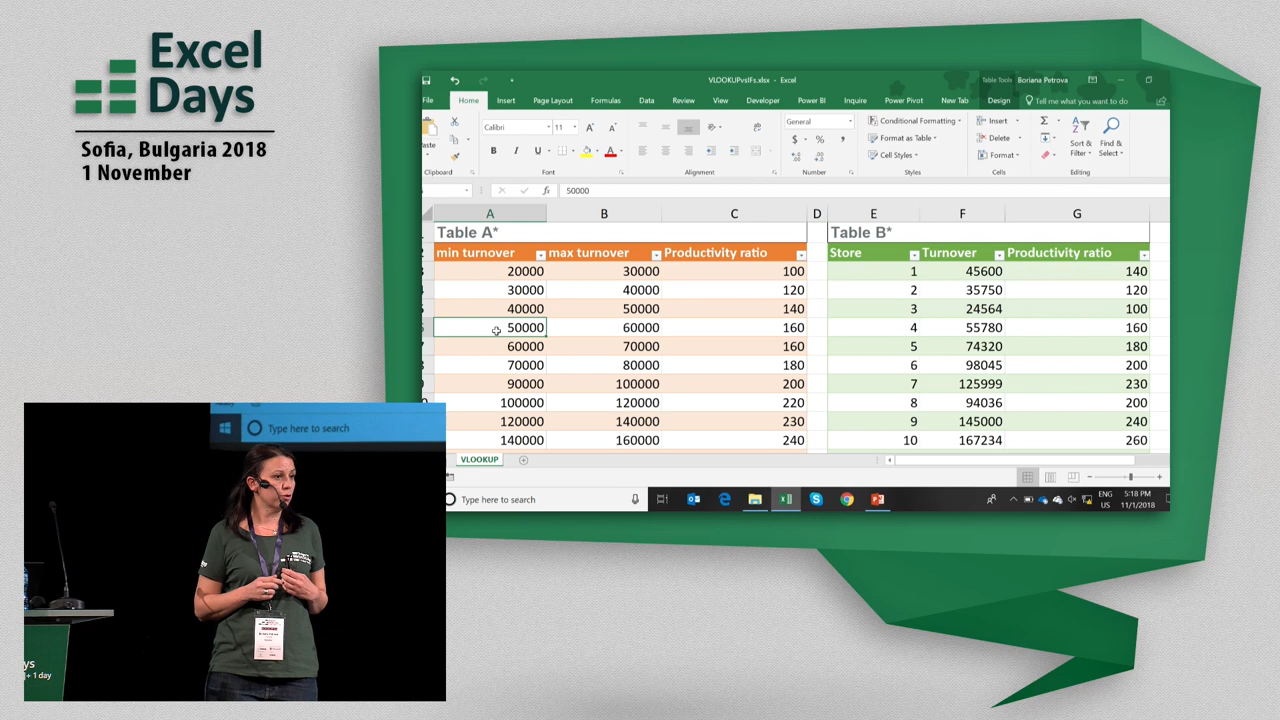 Excel
Days
Sofia, Bulgaria 2018
1 November
VLOOKUPvsIFs.xlsx - Excel
Table Tools
Boriana Petrova
File Home Insert Page Layout Formulas Data Review View Developer Power BI Inquire Power Pivot New Tab Design Tell me what you want to do
Calibri 11 General Conditional Formatting Insert
Format as Table Delete
Sort & Find &
Filter Select
Cell Styles Format
Clipboard Font Alignment Number Styles Cells Editing
fx 50000
A B C D E F G
Table A* Table B*
min turnover max turnover Productivity ratio Store Turnover Productivity ratio
20000 30000 100 1 45600 140
30000 40000 120 2 35750 120
40000 50000 140 3 24564 100
50000 60000 160 4 55780 160
60000 70000 160 5 74320 180
70000 80000 180 6 98045 200
90000 100000 200 7 125999 230
100000 120000 220 8 94036 200
120000 140000 230 9 145000 240
140000 160000 240 10 167234 260
VLOOKUP
Type here to search
ENG 5:18 PM
US 11/1/2018
Type here to search
+ 1 day